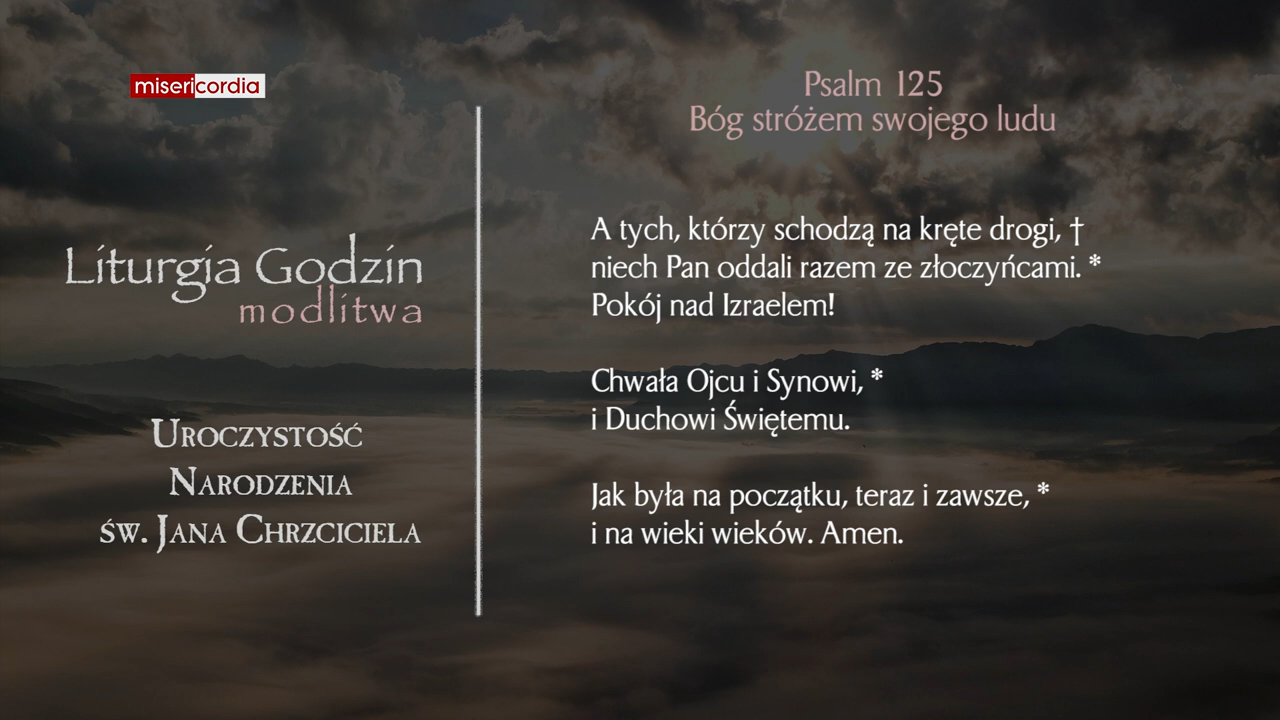 misericordia
Liturgia Godzin
modlitwa
Uroczystość
Narodzenia
św. Jana Chrzciciela
Psalm 125
Bóg stróżem swojego ludu
A tych, którzy schodzą na kręte drogi, †
niech Pan oddali razem ze złoczyńcami. *
Pokój nad Izraelem!
Chwała Ojcu i Synowi, *
i Duchowi Świętemu.
Jak była na początku, teraz i zawsze, *
i na wieki wieków. Amen.